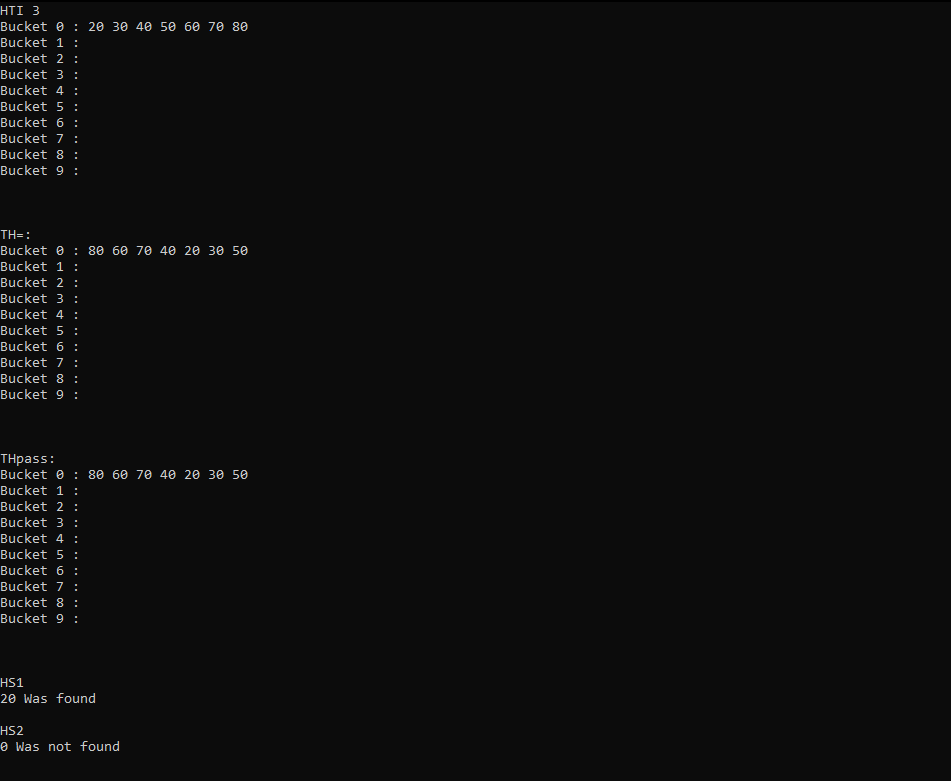 HTI 3
Bucket 0 : 20 30 40 50 60 70 80
Bucket 1 :
Bucket 2 :
Bucket 3 :
Bucket 4 :
Bucket 5 :
Bucket 6 :
Bucket 7 :
Bucket 8 :
Bucket 9 :
TH=:
Bucket 0 : 80 60 70 40 20 30 50
Bucket 1 :
Bucket 2 :
Bucket 3 :
Bucket 4 :
Bucket 5 :
Bucket 6 :
Bucket 7 :
Bucket 8 :
Bucket 9 :
THpass:
Bucket 0 : 80 60 70 40 20 30 50
Bucket 1 :
Bucket 2 :
Bucket 3 :
Bucket 4 :
Bucket 5 :
Bucket 6 :
Bucket 7 :
Bucket 8 :
Bucket 9 :
HS1
20 Was found
HS2
0 Was not found